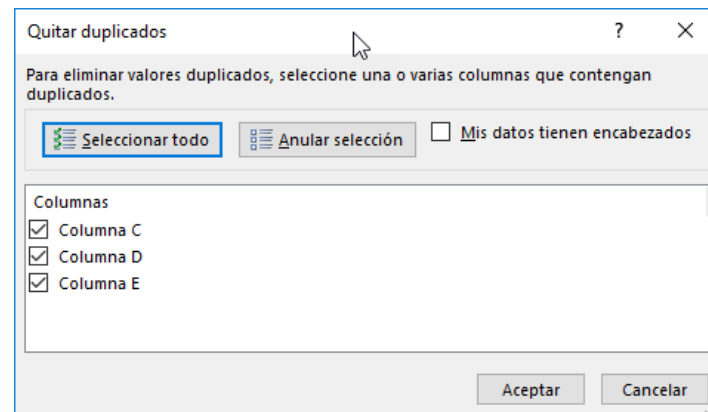 Quitar duplicados ?
Para eliminar valores duplicados, seleccione una o varias columnas que contengan
duplicados.
Seleccionar todo Anular selección Mis datos tienen encabezados
Columnas
Columna C
Columna D
Columna E
Aceptar Cancelar